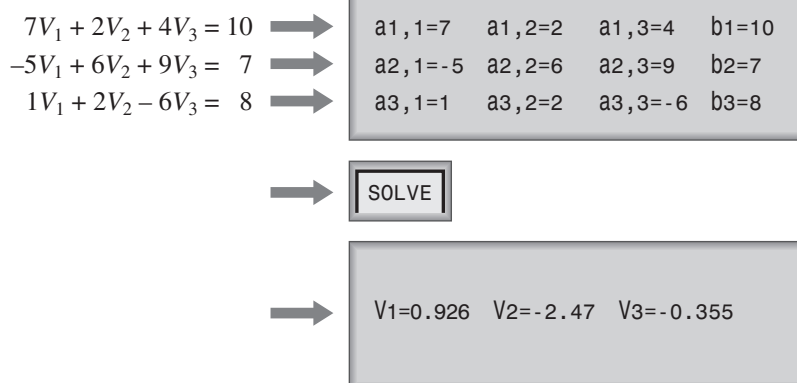 7V₁ + 2V₂ + 4V₃ = 10 a1,1=7 a1,2=2 a1,3=4 b1=10
–5V₁ + 6V₂ + 9V₃ = 7 a2,1=-5 a2,2=6 a2,3=9 b2=7
1V₁ + 2V₂ – 6V₃ = 8 a3,1=1 a3,2=2 a3,3=-6 b3=8
SOLVE
V1=0.926 V2=-2.47 V3=-0.355